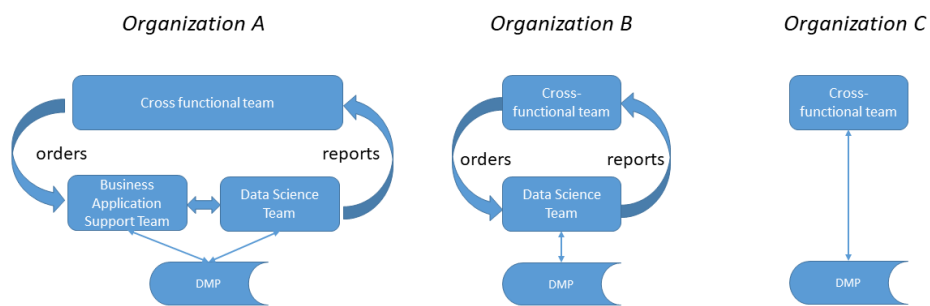 Organization A
Organization B
Organization C
Cross functional team
Cross-
functional team
Cross-
functional team
orders
reports
orders
reports
Business
Application
Support Team
Data Science
Team
Data Science
Team
DMP
DMP
DMP